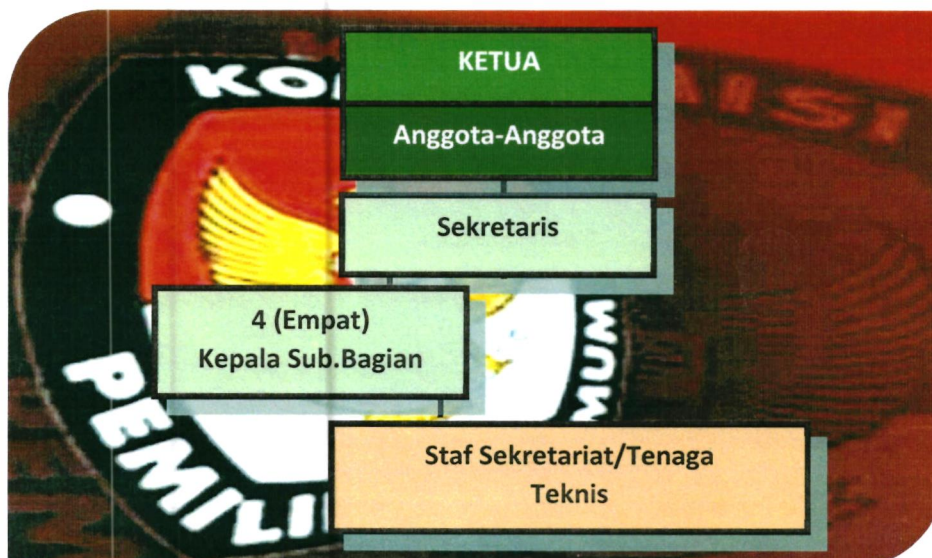 KETUA
Anggota-Anggota
Sekretaris
4 (Empat)
Kepala Sub.Bagian
Staf Sekretariat/Tenaga
Teknis